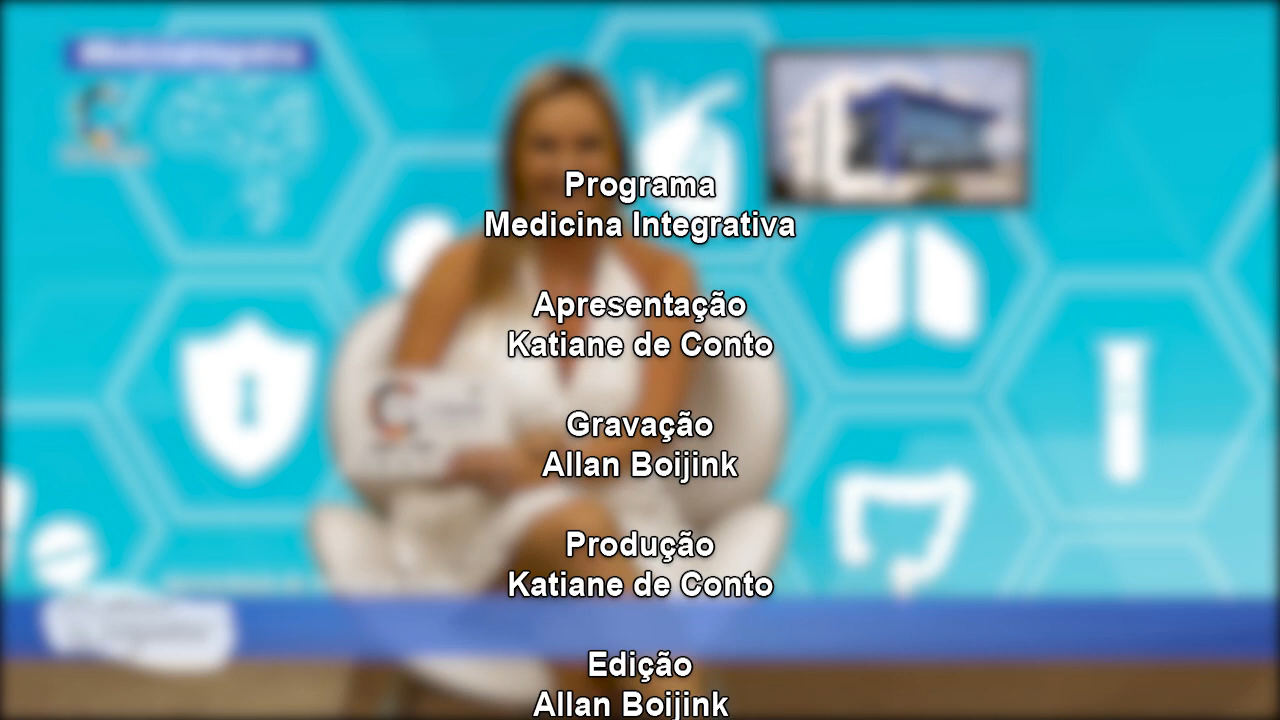 Programa
Medicina Integrativa
Apresentação
Katiane de Conto
Gravação
Allan Boijink
Produção
Katiane de Conto
Edição
Allan Boijink